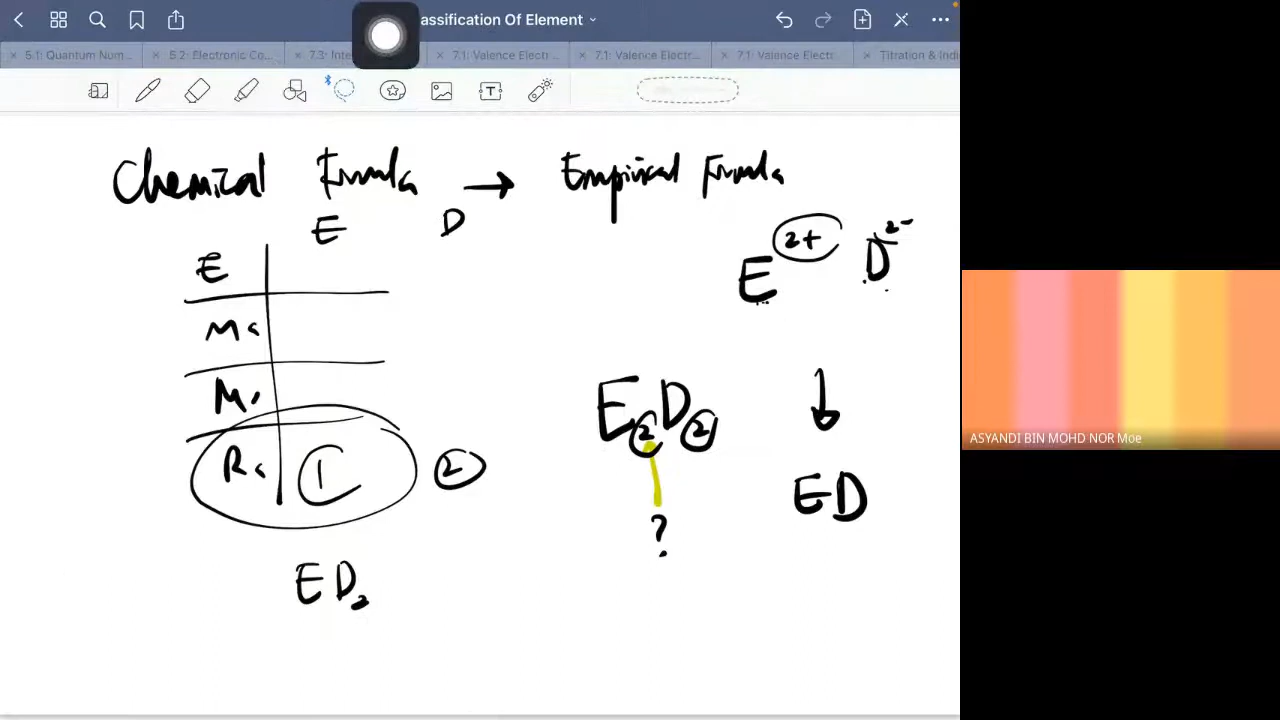 assification Of Element
5.1: Quantum Num...
5.2: Electronic Co...
7.3: Inte
7.1: Valence Electr...
7.1: Valence Electr...
7.1: Valence Electr...
Titration & Indi
T
Chemical Formula → Empirical Formula
E D
E
Ma
Mr
Ra 1 2
ED2
E2+ D2-
E2D2
?
↓
ED
ASYANDI BIN MOHD NOR Moe